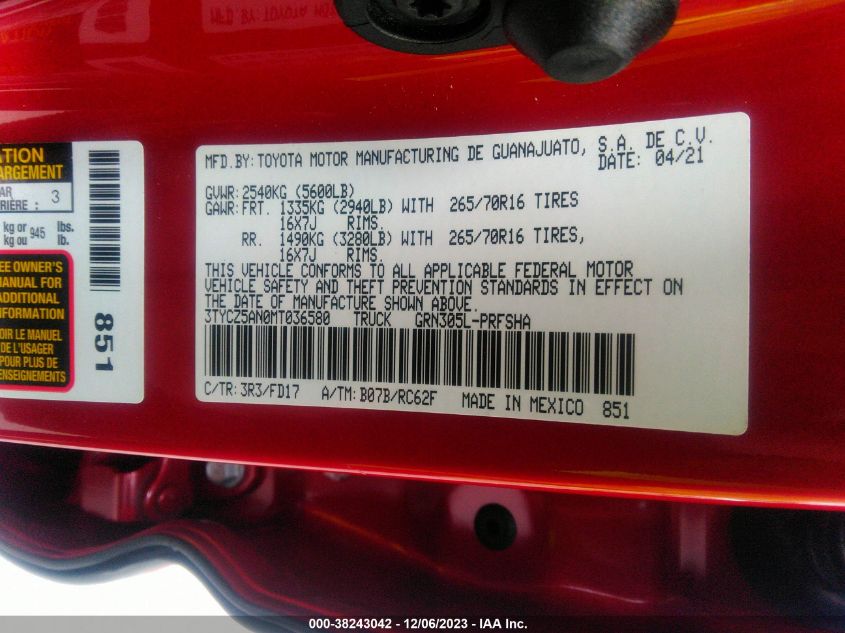 MFD.BY:TOYOTA MOTOR MANUFACTURING DE GUANAJUATO, S.A. DE C.V.
DATE: 04/21
GVWR:2540KG (5600LB)
GAWR:FRT. 1335KG (2940LB) WITH 265/70R16 TIRES
16X7J RIMS.
RR. 1490KG (3280LB) WITH 265/70R16 TIRES,
16X7J RIMS.
THIS VEHICLE CONFORMS TO ALL APPLICABLE FEDERAL MOTOR
VEHICLE SAFETY AND THEFT PREVENTION STANDARDS IN EFFECT ON
THE DATE OF MANUFACTURE SHOWN ABOVE.
3TYCZ5AN0MT036580 TRUCK GRN305L-PRFSHA
C/TR:3R3/FD17 A/TM:B07B/RC62F MADE IN MEXICO 851
ATION
ARGEMENT
AR
RIÈRE : 3
kg or 945 lbs.
kg ou lb.
EE OWNER'S
MANUAL FOR
ADDITIONAL
INFORMATION
OIR LE MANUEL
DE L'USAGER
POUR PLUS DE
ENSEIGNEMENTS
851
000-38243042 - 12/06/2023 - IAA Inc.